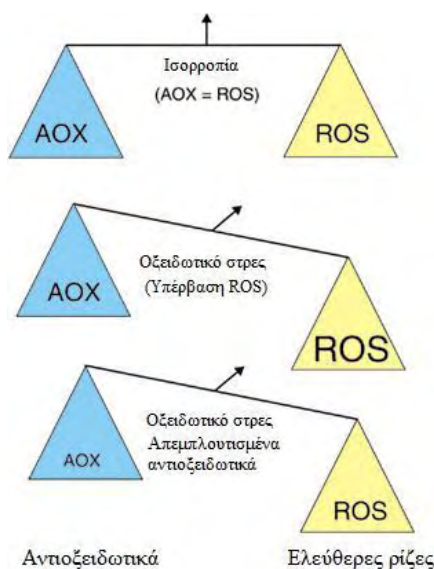 Ισορροπία
(AOX = ROS)
AOX
ROS
Οξειδωτικό στρες
(Υπέρβαση ROS)
AOX
ROS
Οξειδωτικό στρες
Απεμπλουτισμένα
αντιοξειδωτικά
AOX
ROS
Αντιοξειδωτικά
Ελεύθερες ρίζες